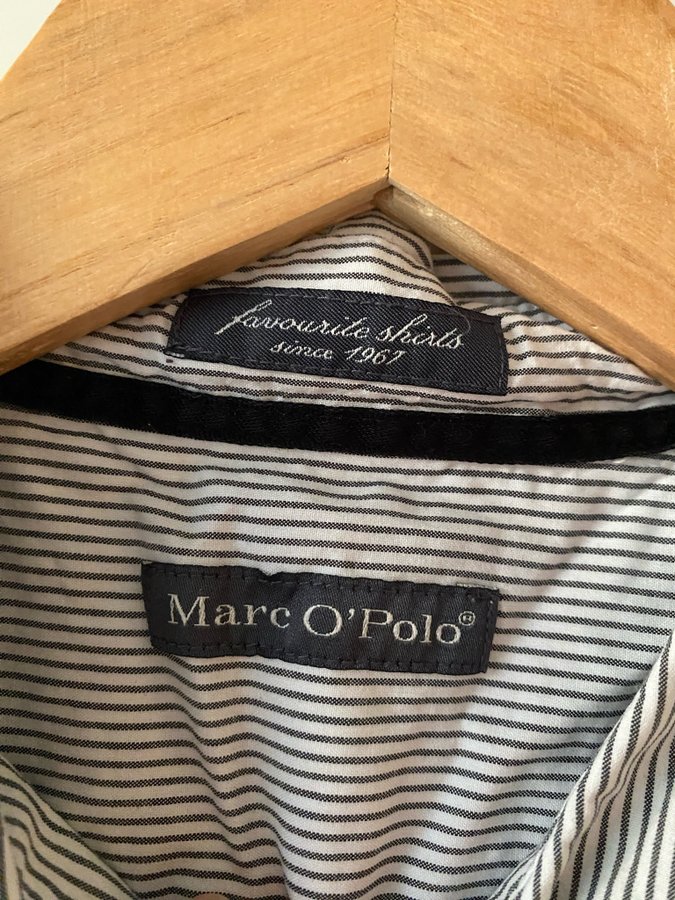 favourite shirts
since 1967
Marc O'Polo®